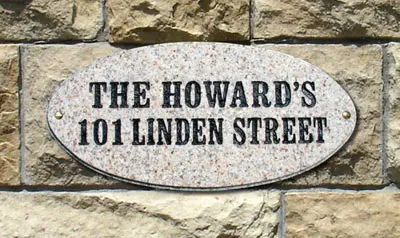 THE HOWARD'S
101 LINDEN STREET